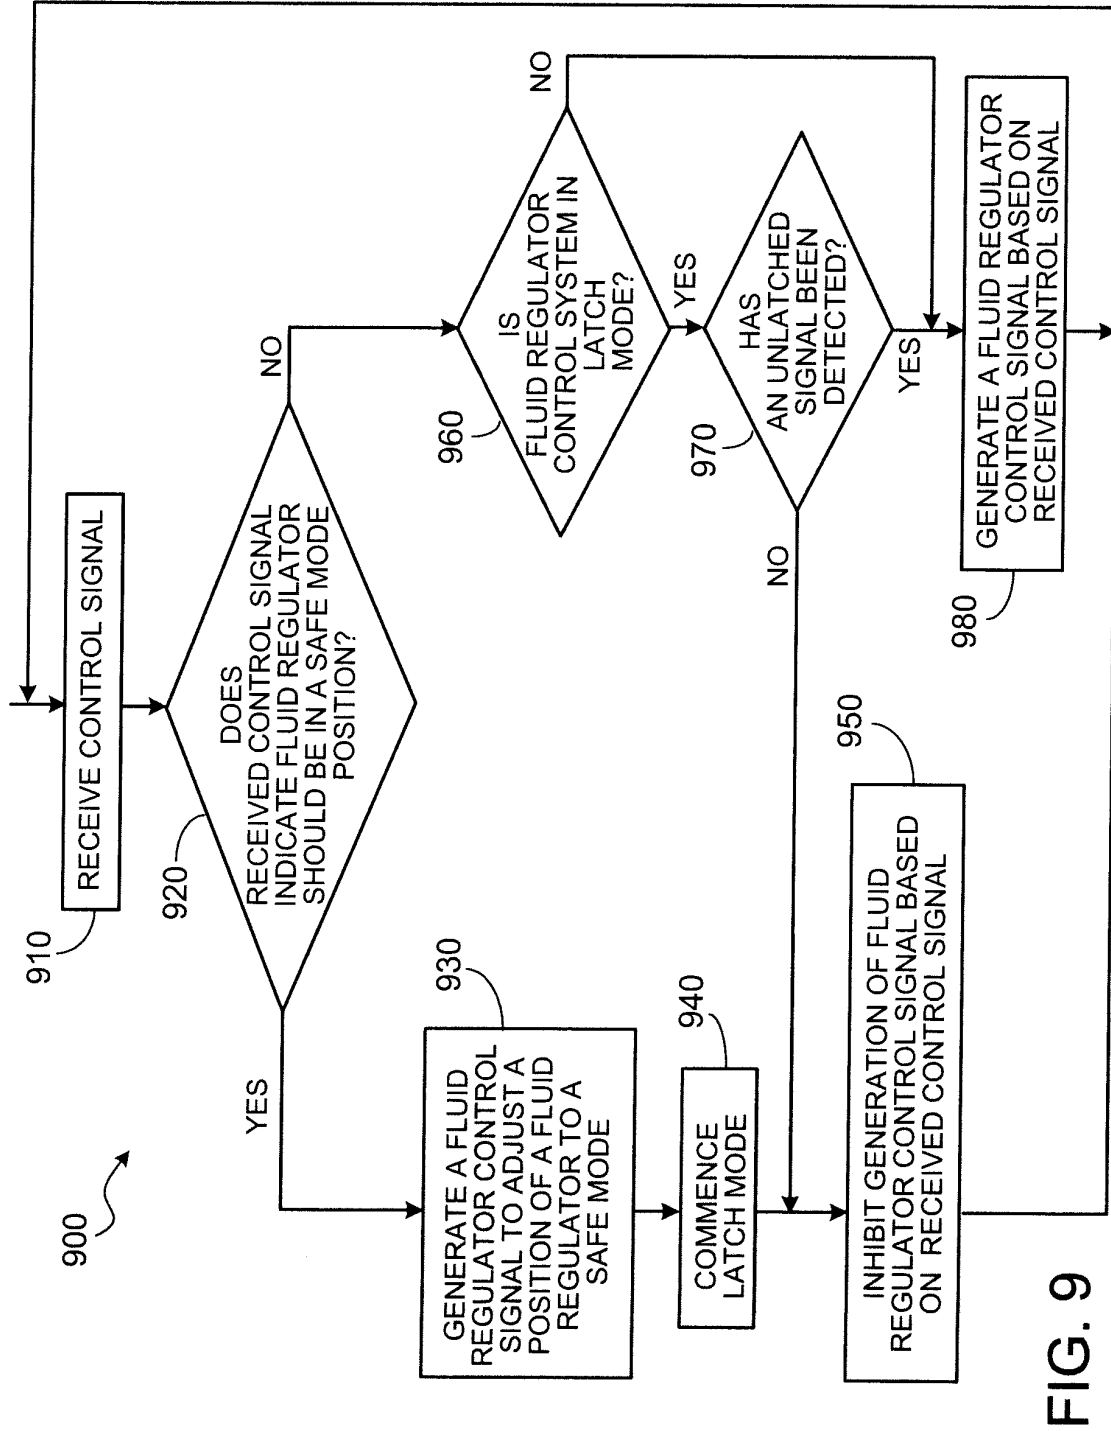 900
910
RECEIVE CONTROL SIGNAL
920
DOES
RECEIVED CONTROL SIGNAL
INDICATE FLUID REGULATOR
SHOULD BE IN A SAFE MODE
POSITION?
YES
NO
930
GENERATE A FLUID
REGULATOR CONTROL
SIGNAL TO ADJUST A
POSITION OF A FLUID
REGULATOR TO A
SAFE MODE
940
COMMENCE
LATCH MODE
950
INHIBIT GENERATION OF FLUID
REGULATOR CONTROL SIGNAL BASED
ON RECEIVED CONTROL SIGNAL
960
IS
FLUID REGULATOR
CONTROL SYSTEM IN
LATCH
MODE?
NO
YES
970
HAS
AN UNLATCHED
SIGNAL BEEN
DETECTED?
NO
YES
980
GENERATE A FLUID REGULATOR
CONTROL SIGNAL BASED ON
RECEIVED CONTROL SIGNAL
FIG. 9